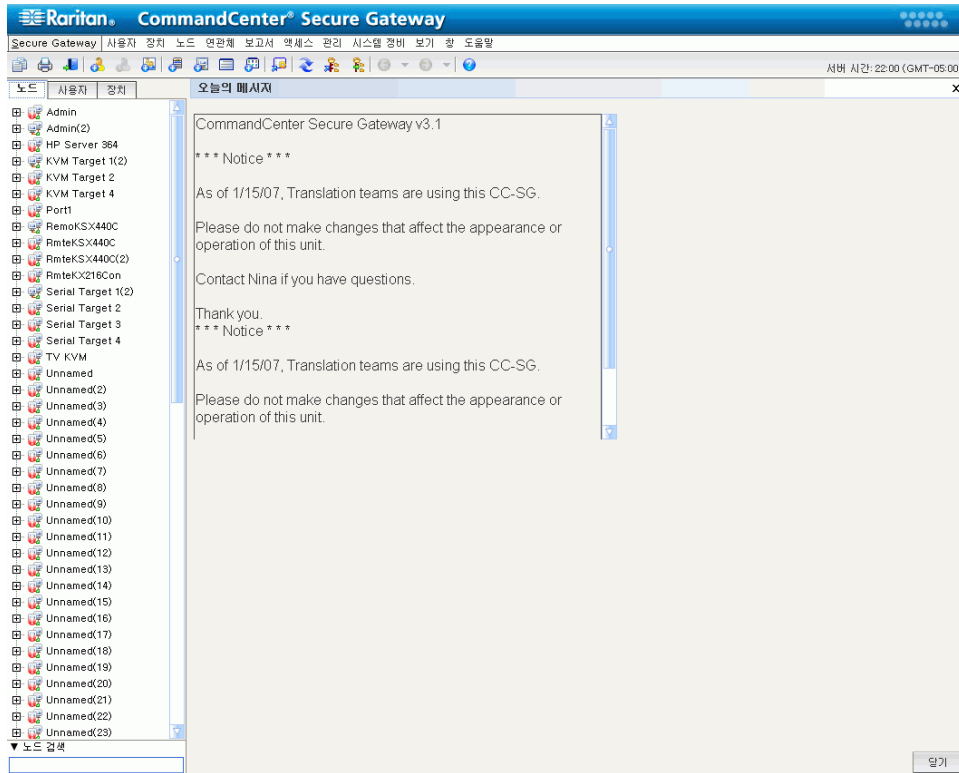 Raritan® CommandCenter® Secure Gateway
Secure Gateway 사용자 장치 노드 연관체 보고서 액세스 관리 시스템 정비 보기 창 도움말
서버 시간: 22:00 (GMT-05:00
노드 사용자 장치
오늘의 메시지 x
Admin
Admin(2)
HP Server 364
KVM Target 1(2)
KVM Target 2
KVM Target 4
Port1
RemoKSX440C
RmteKSX440C
RmteKSX440C(2)
RmteKX216Con
Serial Target 1(2)
Serial Target 2
Serial Target 3
Serial Target 4
TV KVM
Unnamed
Unnamed(2)
Unnamed(3)
Unnamed(4)
Unnamed(5)
Unnamed(6)
Unnamed(7)
Unnamed(8)
Unnamed(9)
Unnamed(10)
Unnamed(11)
Unnamed(12)
Unnamed(13)
Unnamed(14)
Unnamed(15)
Unnamed(16)
Unnamed(17)
Unnamed(18)
Unnamed(19)
Unnamed(20)
Unnamed(21)
Unnamed(22)
Unnamed(23)
▼ 노드 검색
CommandCenter Secure Gateway v3.1
* * * Notice * * *
As of 1/15/07, Translation teams are using this CC-SG.
Please do not make changes that affect the appearance or
operation of this unit.
Contact Nina if you have questions.
Thank you.
* * * Notice * * *
As of 1/15/07, Translation teams are using this CC-SG.
Please do not make changes that affect the appearance or
operation of this unit.
닫기